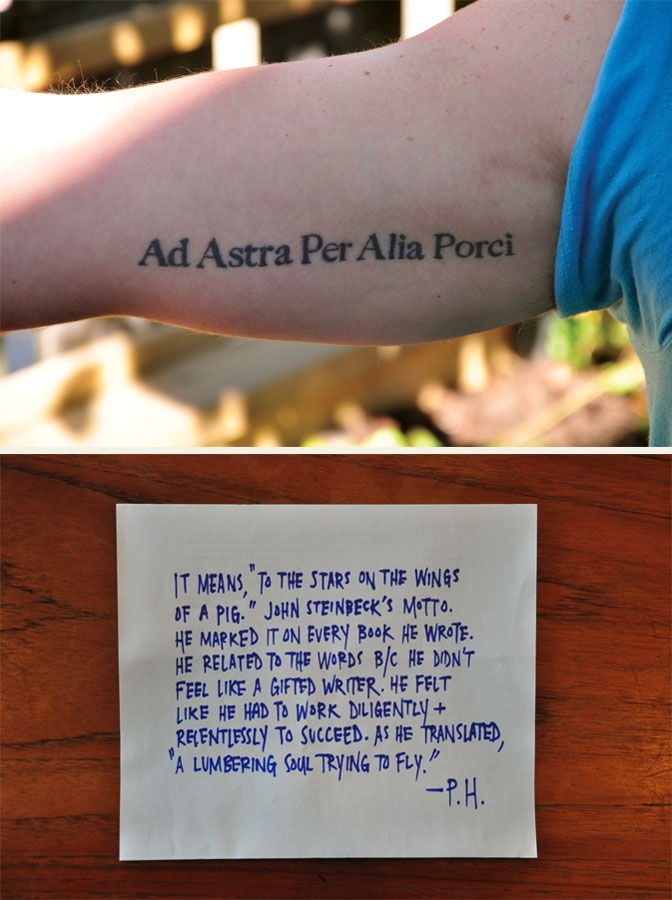 Ad Astra Per Alia Porci
IT MEANS, "TO THE STARS ON THE WINGS
OF A PIG." JOHN STEINBECK'S MOTTO.
HE MARKED IT ON EVERY BOOK HE WROTE.
HE RELATED TO THE WORDS B/C HE DIDN'T
FEEL LIKE A GIFTED WRITER. HE FELT
LIKE HE HAD TO WORK DILIGENTLY +
RELENTLESSLY TO SUCCEED. AS HE TRANSLATED,
"A LUMBERING SOUL TRYING TO FLY."
—P.H.